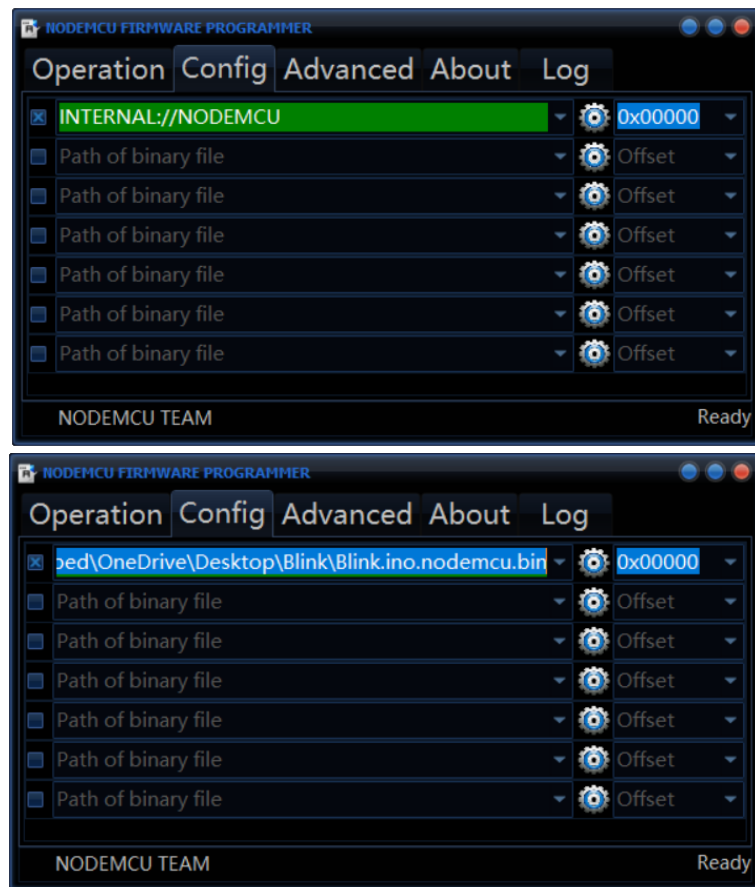 NODEMCU FIRMWARE PROGRAMMER
Operation Config Advanced About Log
INTERNAL://NODEMCU 0x00000
Path of binary file Offset
Path of binary file Offset
Path of binary file Offset
Path of binary file Offset
Path of binary file Offset
Path of binary file Offset
NODEMCU TEAM Ready
NODEMCU FIRMWARE PROGRAMMER
Operation Config Advanced About Log
ped\OneDrive\Desktop\Blink\Blink.ino.nodemcu.bin 0x00000
Path of binary file Offset
Path of binary file Offset
Path of binary file Offset
Path of binary file Offset
Path of binary file Offset
Path of binary file Offset
NODEMCU TEAM Ready